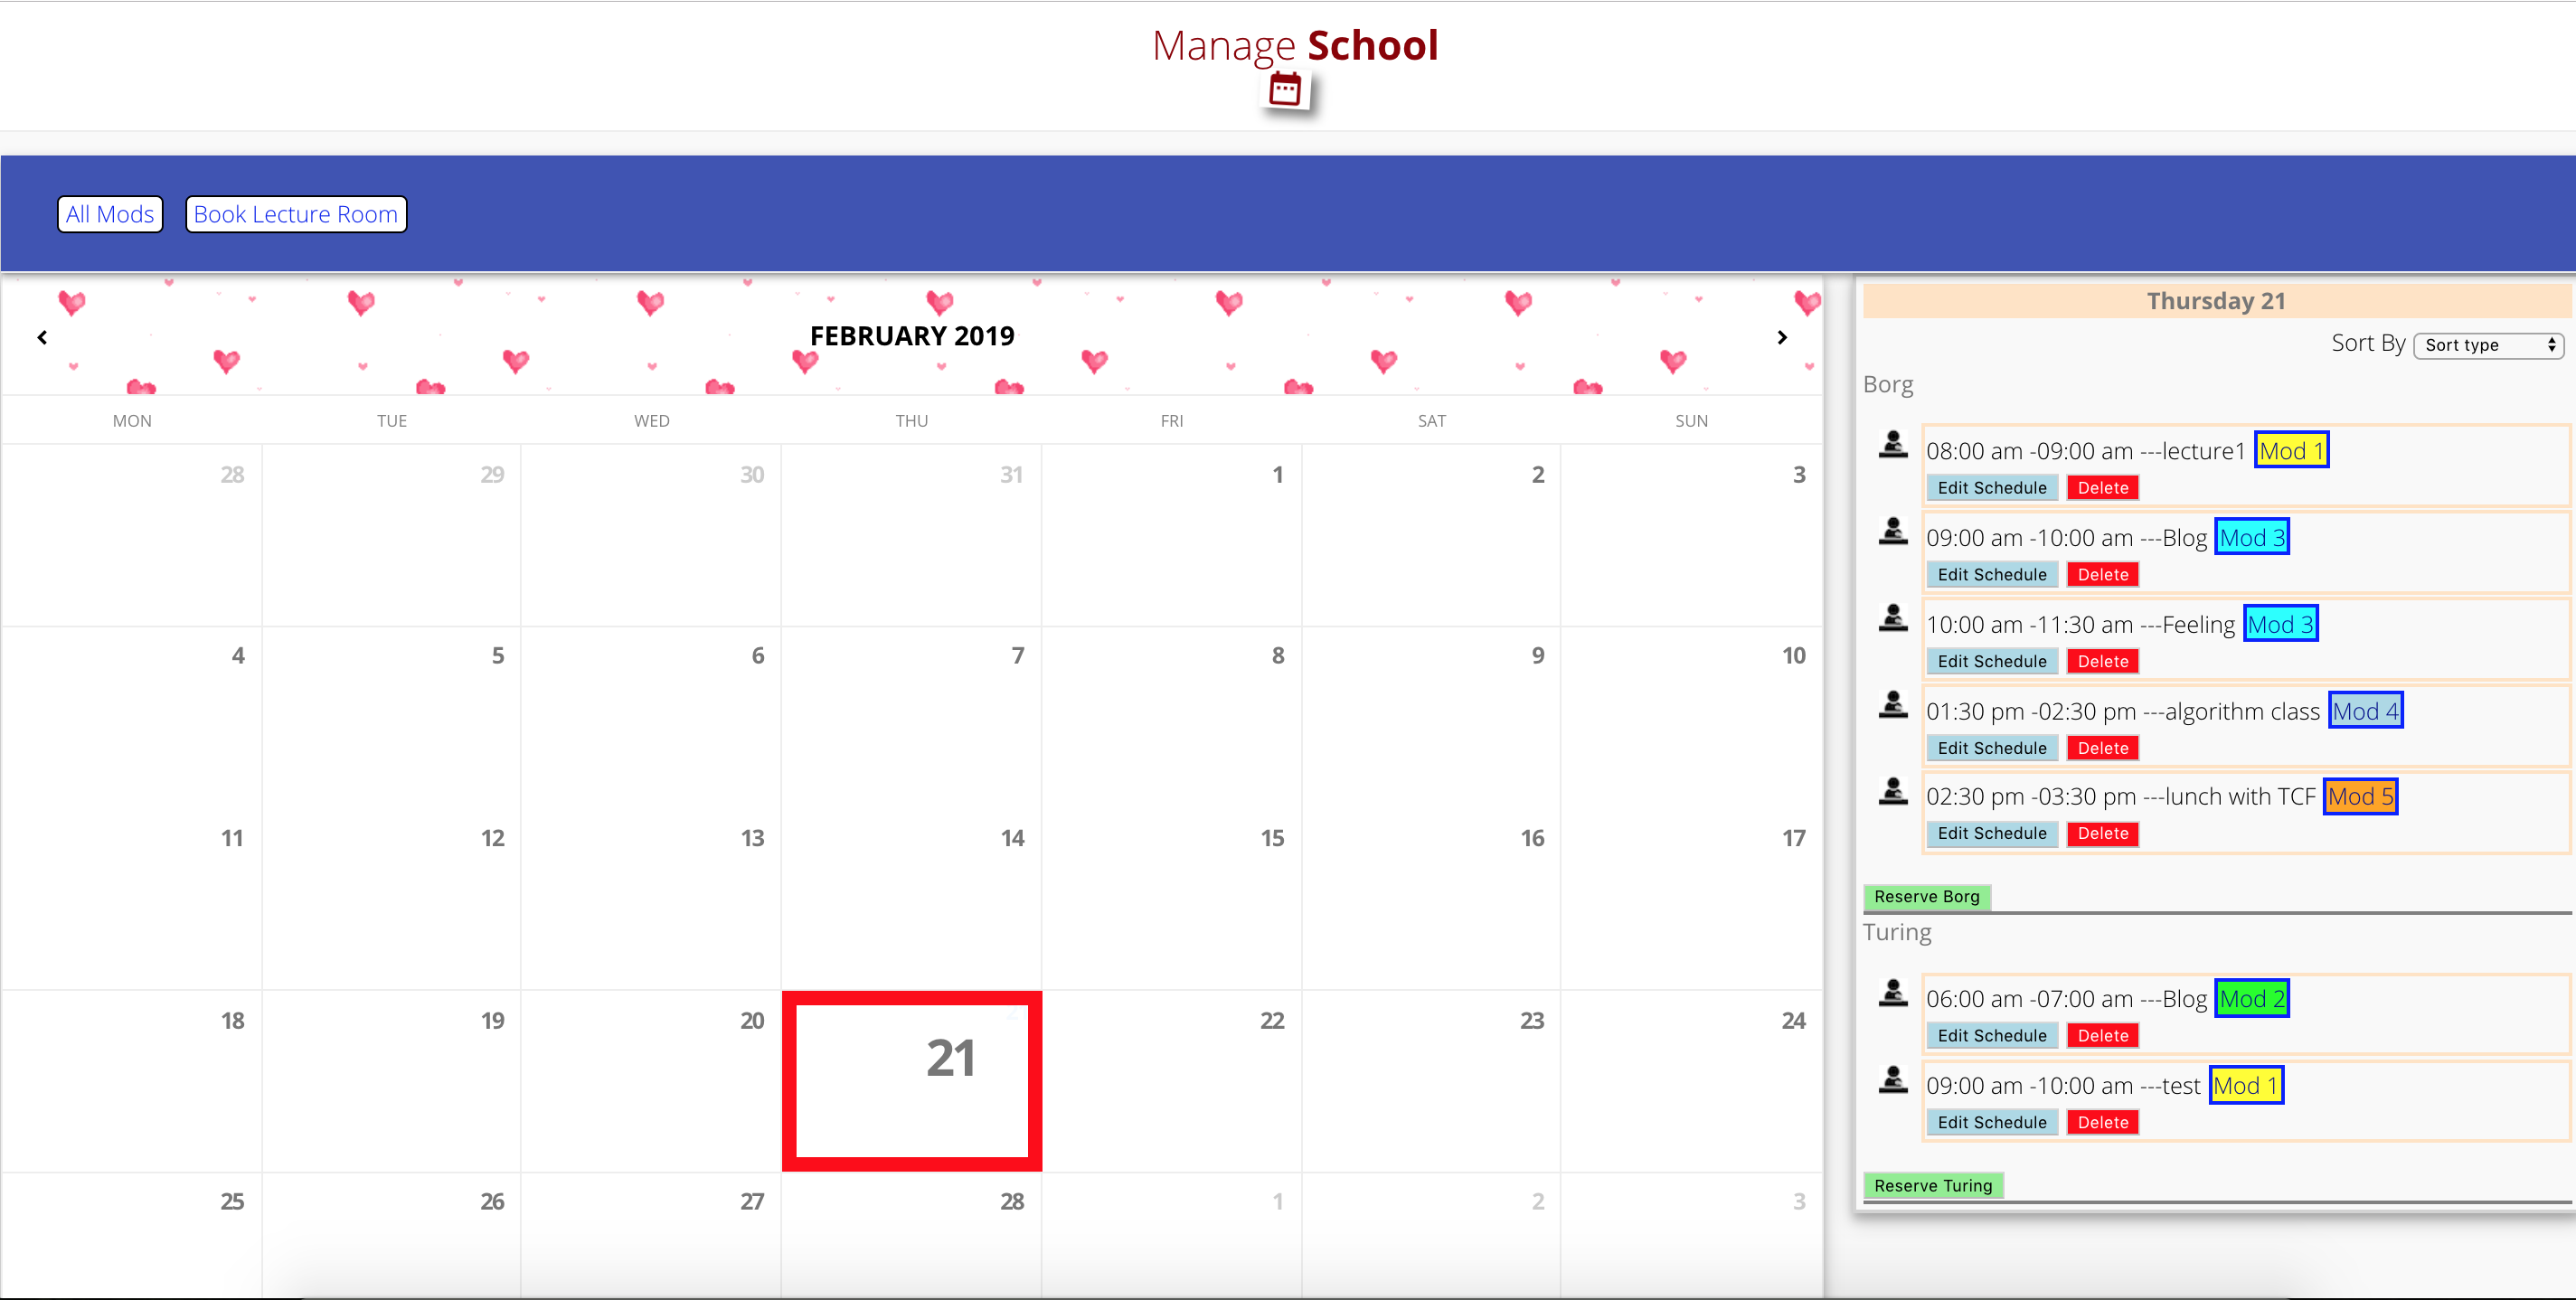 Manage School
All Mods Book Lecture Room
FEBRUARY 2019
MON TUE WED THU FRI SAT SUN
28 29 30 31 1 2 3
4 5 6 7 8 9 10
11 12 13 14 15 16 17
18 19 20 21 22 23 24
25 26 27 28 1 2 3
Thursday 21
Sort By Sort type
Borg
08:00 am -09:00 am ---lecture1 Mod 1
Edit Schedule Delete
09:00 am -10:00 am ---Blog Mod 3
Edit Schedule Delete
10:00 am -11:30 am ---Feeling Mod 3
Edit Schedule Delete
01:30 pm -02:30 pm ---algorithm class Mod 4
Edit Schedule Delete
02:30 pm -03:30 pm ---lunch with TCF Mod 5
Edit Schedule Delete
Reserve Borg
Turing
06:00 am -07:00 am ---Blog Mod 2
Edit Schedule Delete
09:00 am -10:00 am ---test Mod 1
Edit Schedule Delete
Reserve Turing